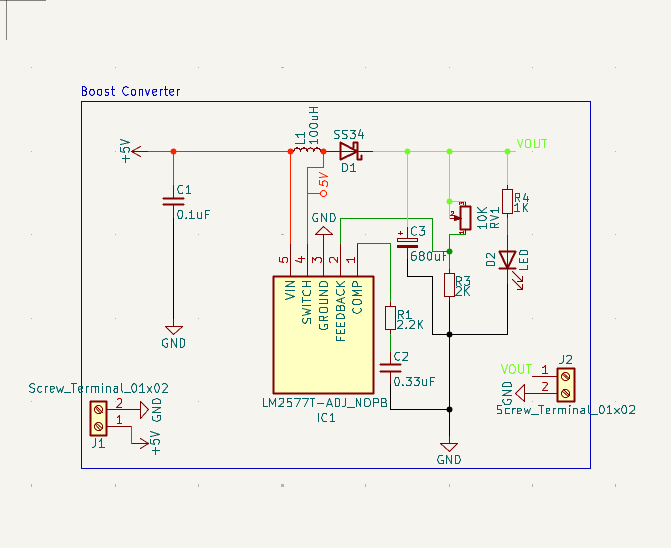 Boost Converter
+5V
L1
100uH
SS34
D1
VOUT
5V
C1
0.1uF
GND
GND
C3
680uF
2
3
1
10K
RV1
R4
1K
D2
LED
5
4
3
2
1
VIN
SWITCH
GROUND
FEEDBACK
COMP
R3
2K
R1
2.2K
C2
0.33uF
LM2577T-ADJ_NOPB
IC1
Screw_Terminal_01x02
2
GND
1
+5V
J1
GND
J2
VOUT
1
2
GND
Screw_Terminal_01x02